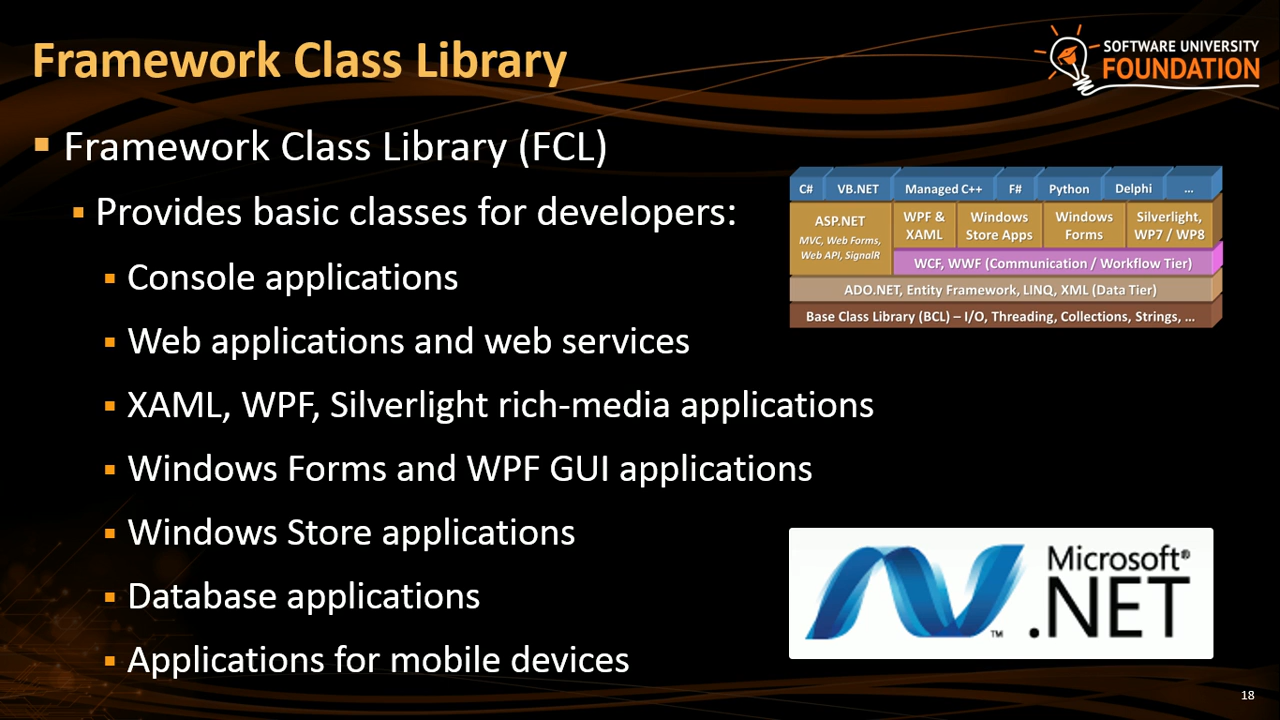 Framework Class Library
SOFTWARE UNIVERSITY
FOUNDATION
Framework Class Library (FCL)
Provides basic classes for developers:
Console applications
Web applications and web services
XAML, WPF, Silverlight rich-media applications
Windows Forms and WPF GUI applications
Windows Store applications
Database applications
Applications for mobile devices
C# VB.NET Managed C++ F# Python Delphi ...
ASP.NET
MVC, Web Forms,
Web API, SignalR
WPF &
XAML
Windows
Store Apps
Windows
Forms
Silverlight,
WP7 / WP8
WCF, WWF (Communication / Workflow Tier)
ADO.NET, Entity Framework, LINQ, XML (Data Tier)
Base Class Library (BCL) – I/O, Threading, Collections, Strings, ...
Microsoft®
.NET
™
18